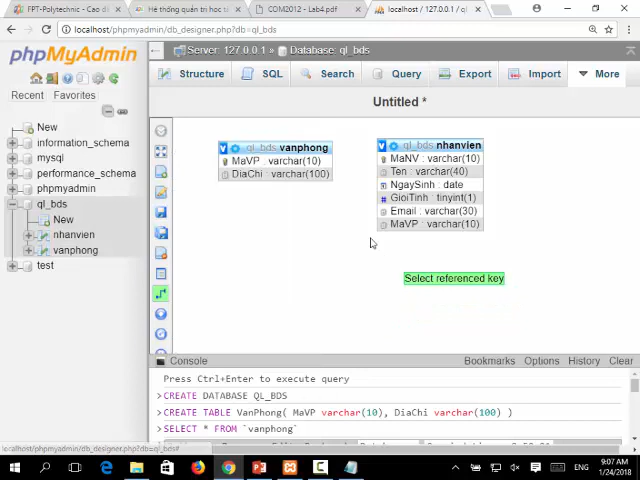 FPT-Polytechnic - Cao đẳ
Hệ thống quản trị học tậ
COM2012 - Lab4.pdf
localhost / 127.0.0.1 / q
localhost/phpmyadmin/db_designer.php?db=ql_bds
phpMyAdmin
Recent Favorites
New
information_schema
mysql
performance_schema
phpmyadmin
ql_bds
New
nhanvien
vanphong
test
Server: 127.0.0.1 » Database: ql_bds
Structure SQL Search Query Export Import More
Untitled *
ql_bds vanphong
MaVP : varchar(10)
DiaChi : varchar(100)
ql_bds nhanvien
MaNV : varchar(10)
Ten : varchar(40)
NgaySinh : date
GioiTinh : tinyint(1)
Email : varchar(30)
MaVP : varchar(10)
Select referenced key
Console Bookmarks Options History Clear
Press Ctrl+Enter to execute query
>CREATE DATABASE QL_BDS
>CREATE TABLE VanPhong( MaVP varchar(10), DiaChi varchar(100) )
>SELECT * FROM `vanphong`
localhost/phpmyadmin/db_designer.php?db=ql_bds#
ENG
9:07 AM
1/24/2018